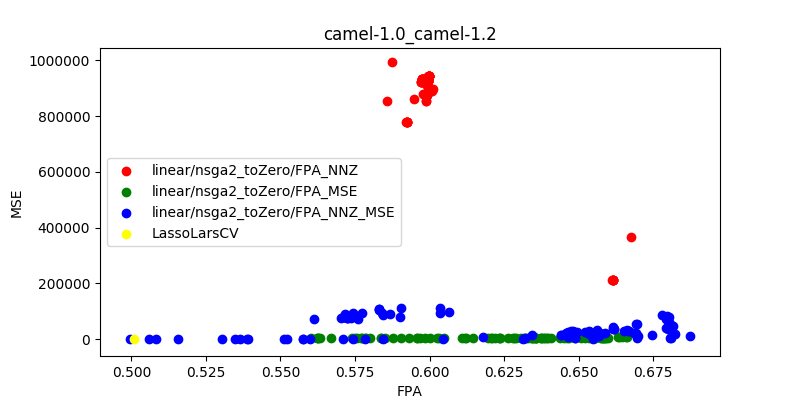 camel-1.0_camel-1.2
1000000
800000
600000
400000
200000
0
MSE
linear/nsga2_toZero/FPA_NNZ
linear/nsga2_toZero/FPA_MSE
linear/nsga2_toZero/FPA_NNZ_MSE
LassoLarsCV
0.500 0.525 0.550 0.575 0.600 0.625 0.650 0.675
FPA